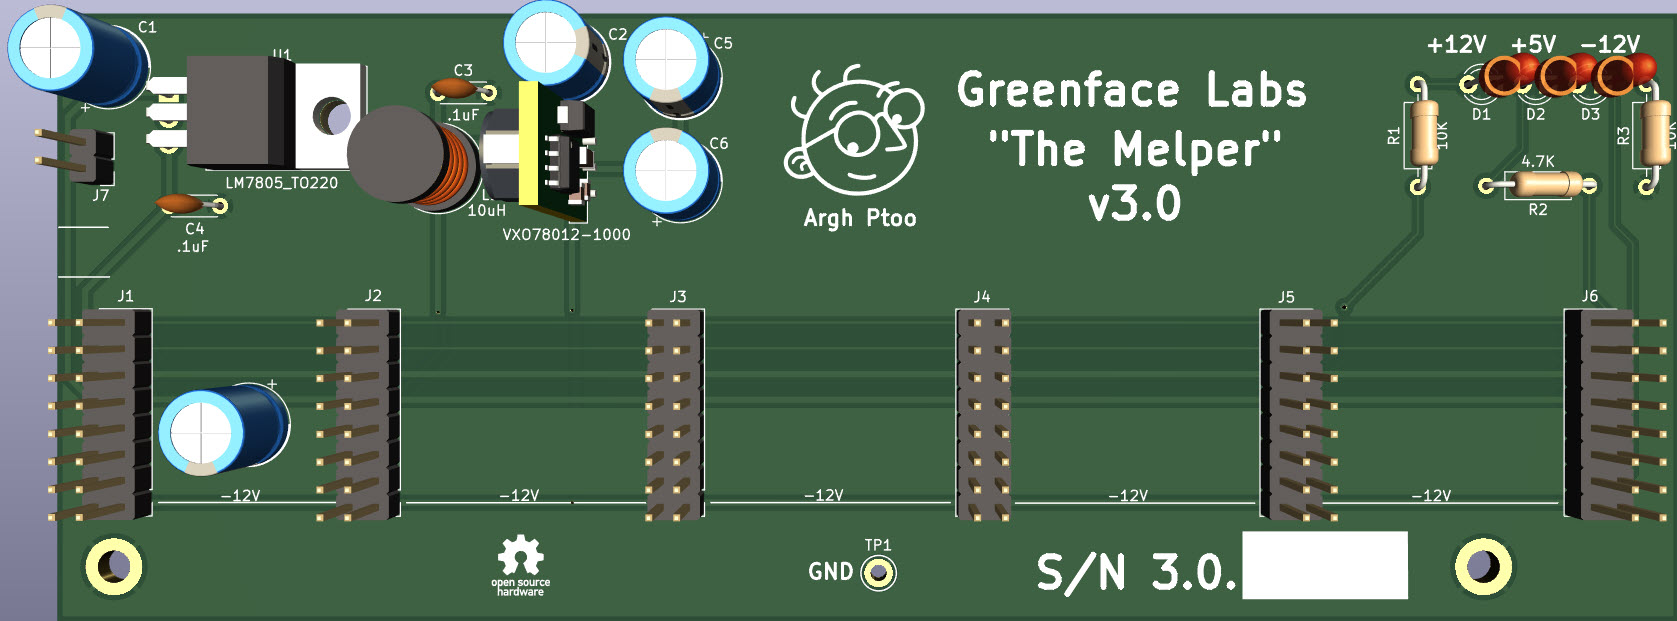 C1
U1
C3
.1uF
C2
C5
C6
+12V +5V -12V
Greenface Labs
"The Melper"
v3.0
Argh Ptoo
R1
10K
D1
D2
D3
R3
10K
4.7K
R2
J7
LM7805_TO220
10uH
VXO78012-1000
C4
.1uF
J1
J2
J3
J4
J5
J6
-12V
-12V
-12V
-12V
-12V
open source
hardware
TP1
GND
S/N 3.0.